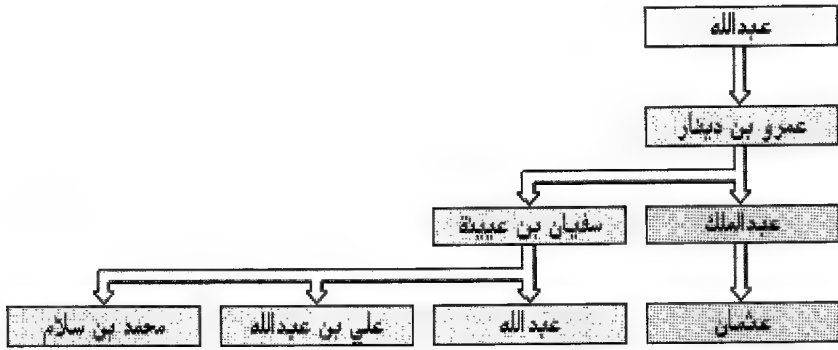 عبدالله
عمرو بن دينار
عبدالملك
سفيان بن عيينة
عثمان
عبدالله
علي بن عبدالله
محمد بن سلام